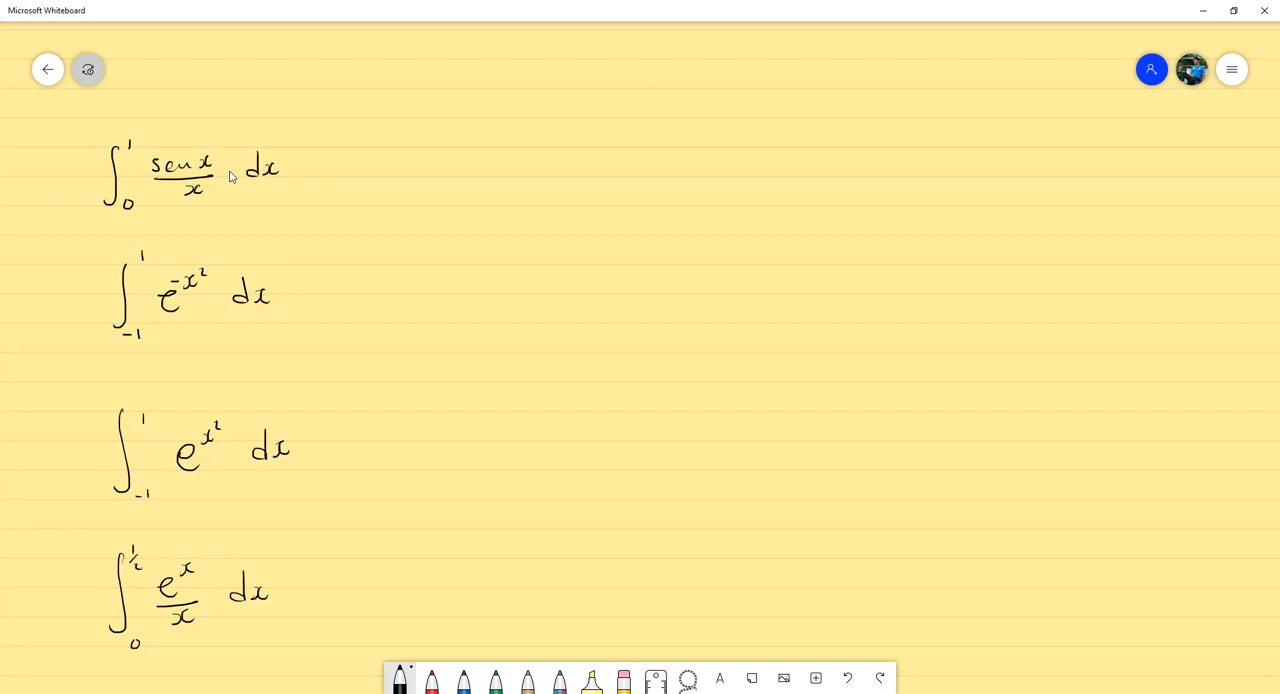 Microsoft Whiteboard
∫₀¹ sen x / x dx
∫₋₁¹ e^(-x²) dx
∫₋₁¹ e^(x²) dx
∫₀^(1/2) e^x / x dx
A